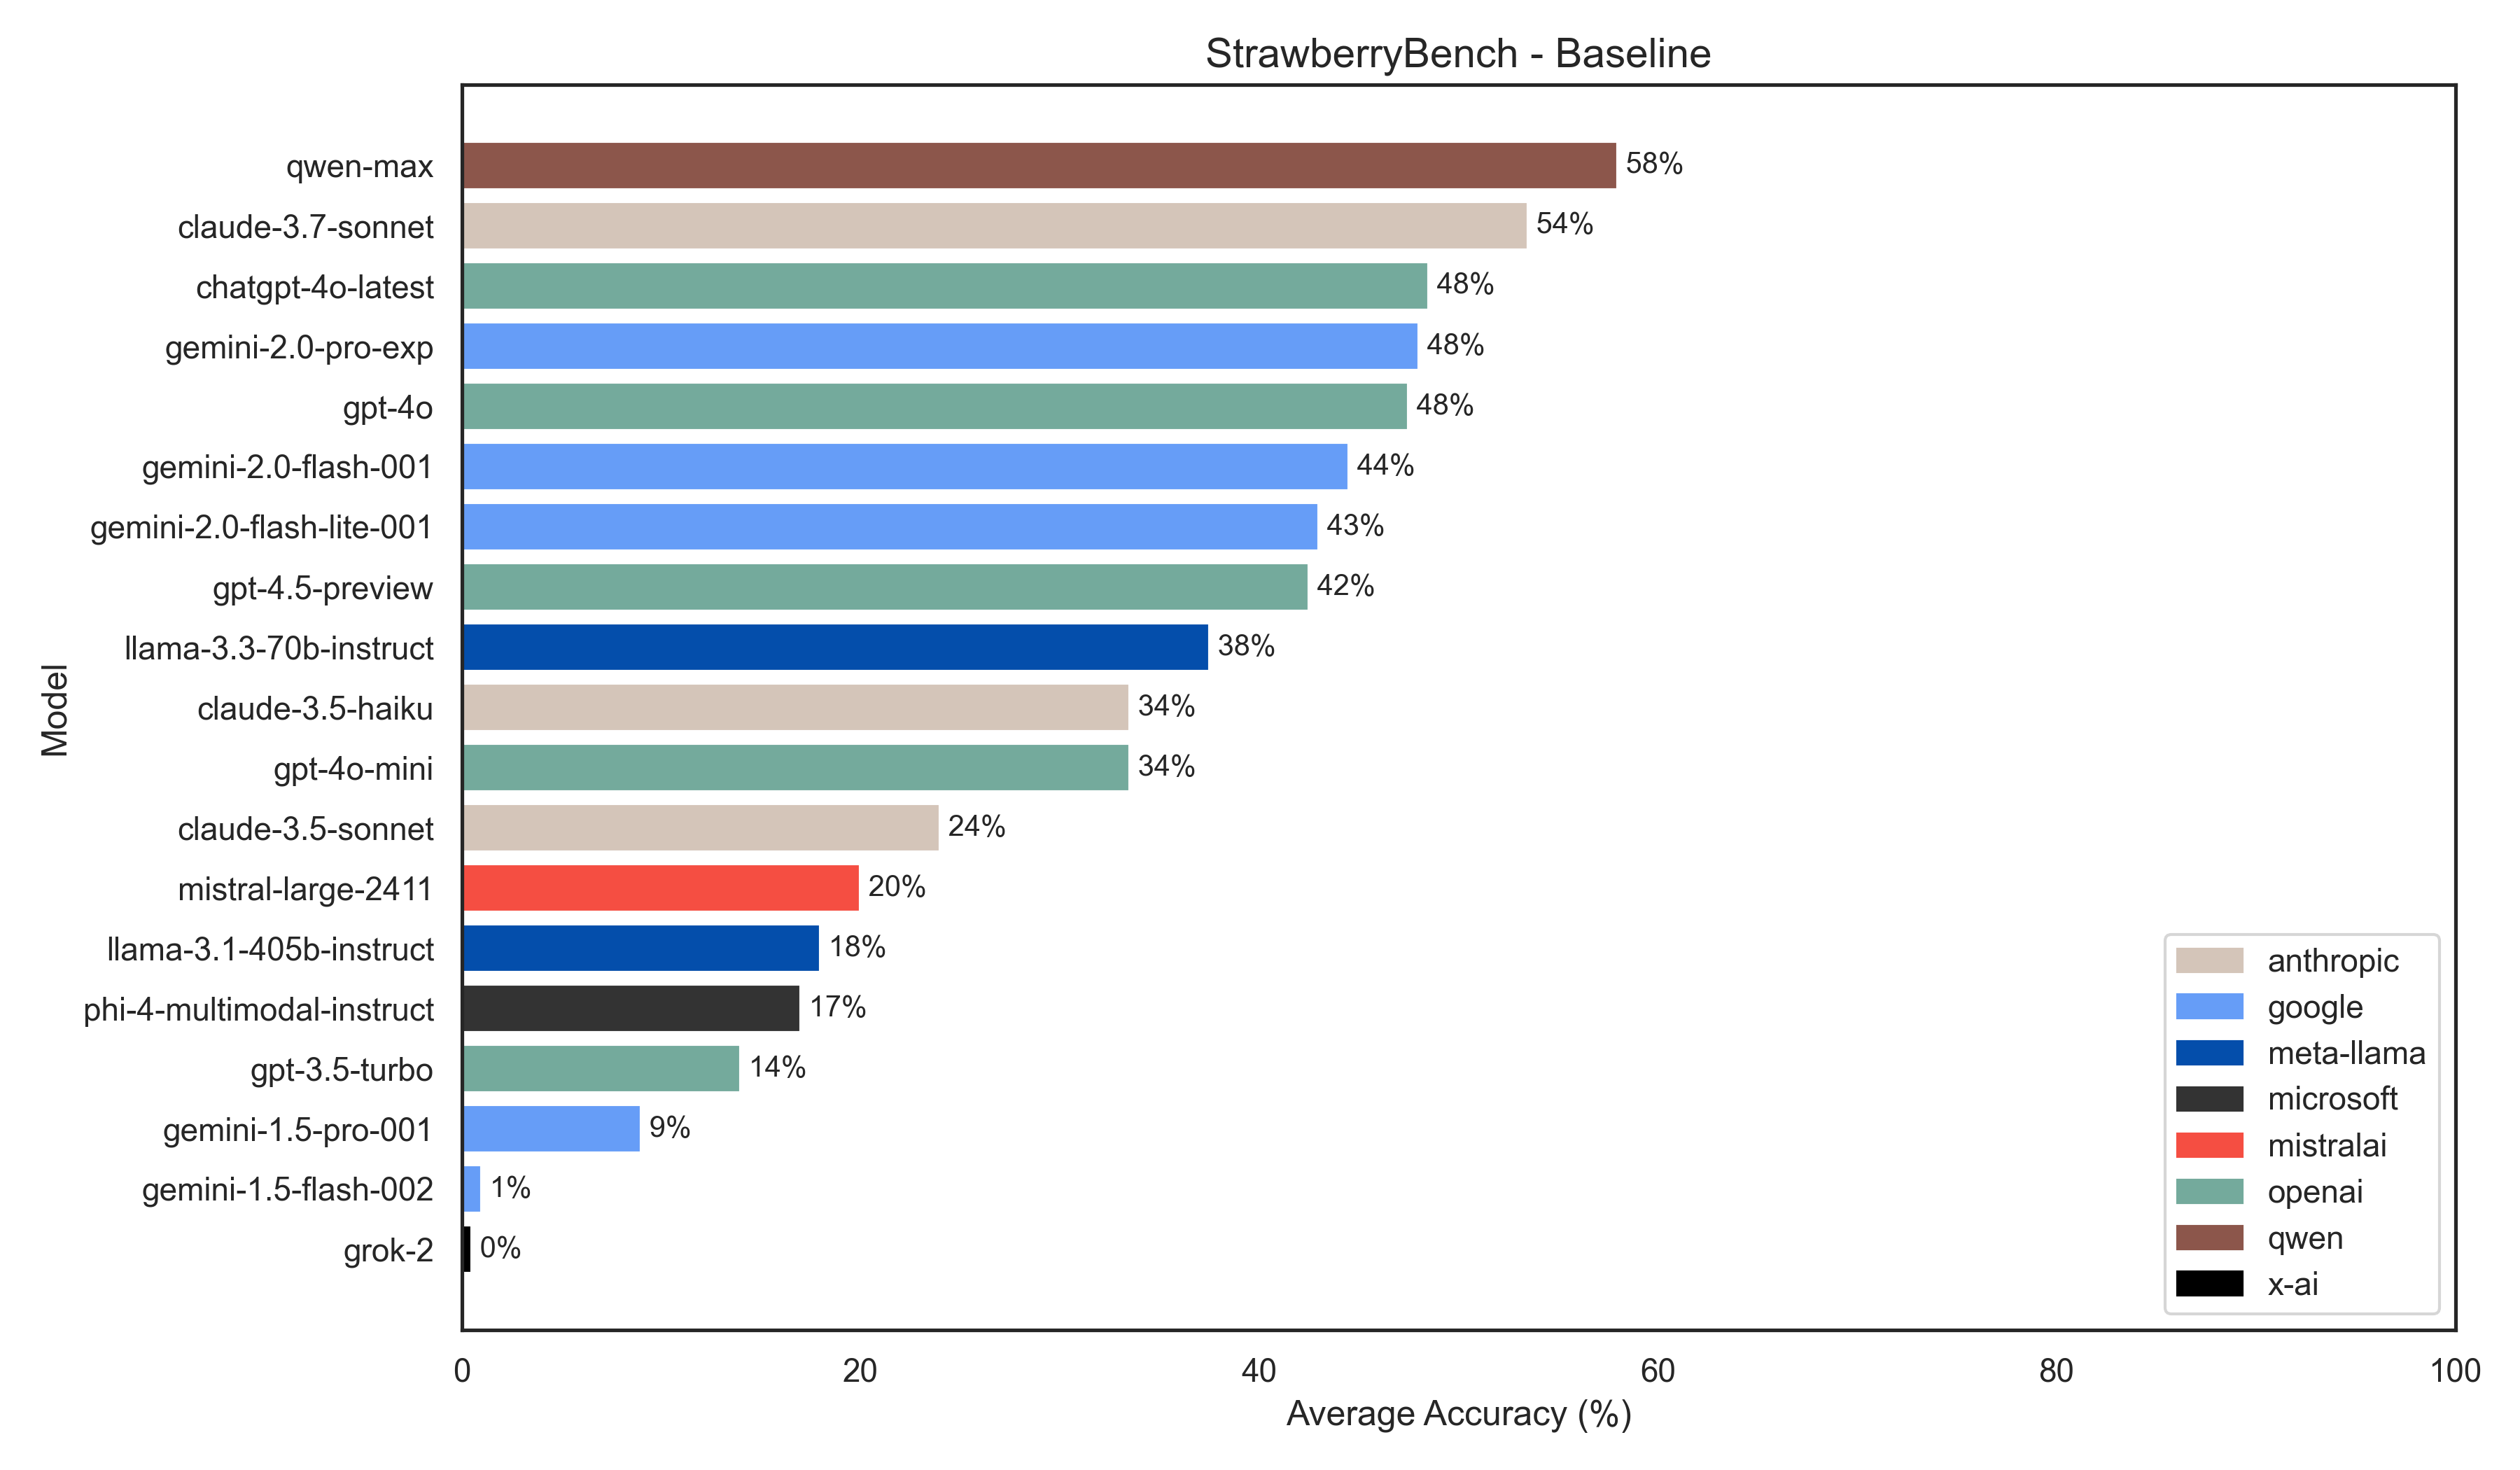 StrawberryBench - Baseline
Model
qwen-max 58%
claude-3.7-sonnet 54%
chatgpt-4o-latest 48%
gemini-2.0-pro-exp 48%
gpt-4o 48%
gemini-2.0-flash-001 44%
gemini-2.0-flash-lite-001 43%
gpt-4.5-preview 42%
llama-3.3-70b-instruct 38%
claude-3.5-haiku 34%
gpt-4o-mini 34%
claude-3.5-sonnet 24%
mistral-large-2411 20%
llama-3.1-405b-instruct 18%
phi-4-multimodal-instruct 17%
gpt-3.5-turbo 14%
gemini-1.5-pro-001 9%
gemini-1.5-flash-002 1%
grok-2 0%
anthropic
google
meta-llama
microsoft
mistralai
openai
qwen
x-ai
0 20 40 60 80 100
Average Accuracy (%)